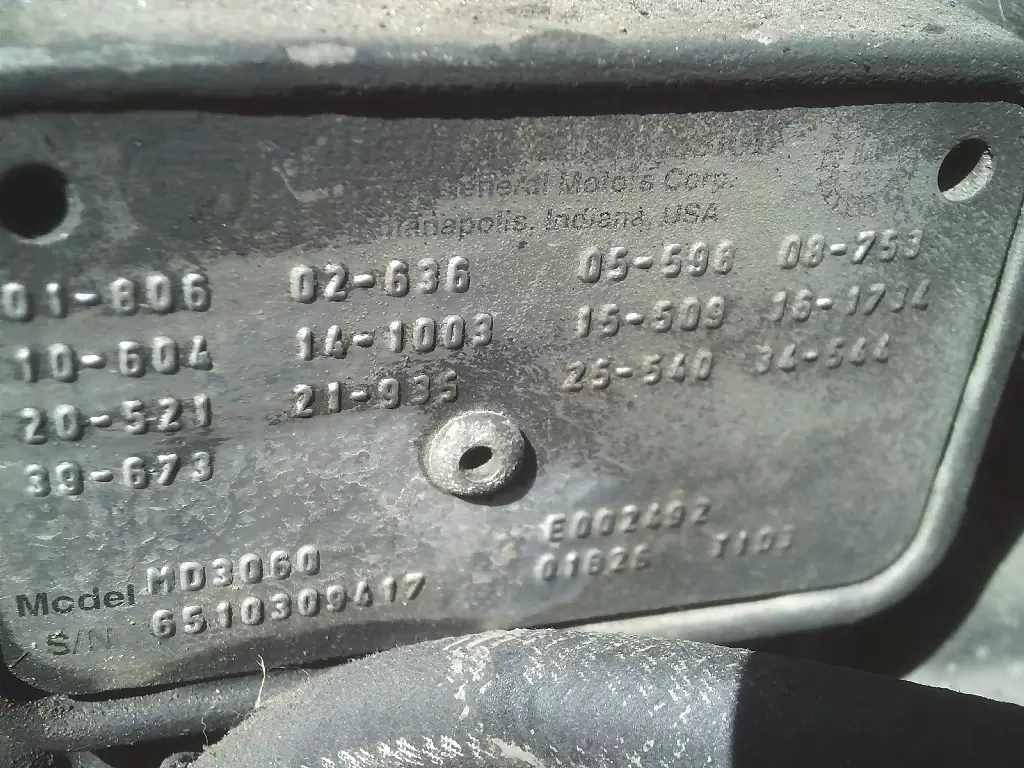 General Motors Corp.
Indianapolis, Indiana, USA
01-806 02-636 05-596 08-753
10-604 14-1003 15-509 16-1734
20-521 21-935 25-540 34-544
39-673
E002492
Model MD3060 01826
S/N 6510309417